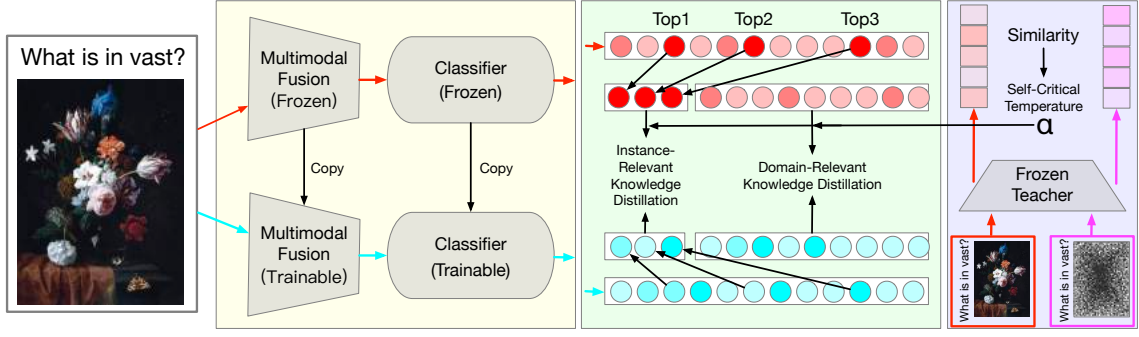 What is in vast?
Multimodal
Fusion
(Frozen)
Classifier
(Frozen)
Copy
Copy
Multimodal
Fusion
(Trainable)
Classifier
(Trainable)
Top1
Top2
Top3
Instance-
Relevant
Knowledge
Distillation
Domain-Relevant
Knowledge Distillation
Similarity
Self-Critical
Temperature
α
Frozen
Teacher
What is in vast?
What is in vast?